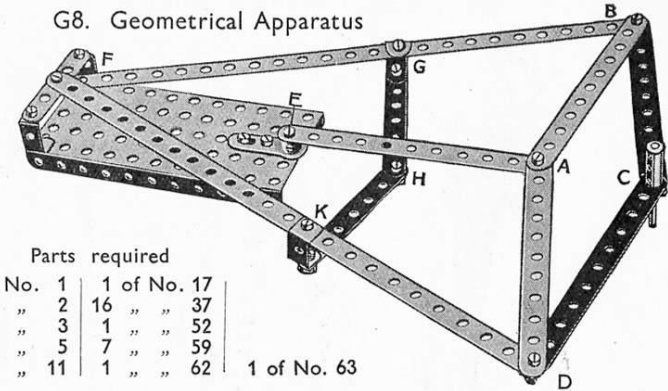 G8. Geometrical Apparatus
B
F
G
E
A
H
C
K
D
Parts required
No. 1 1 of No. 17
„ 2 16 „ „ 37
„ 3 1 „ „ 52
„ 5 7 „ „ 59
„ 11 1 „ „ 62 1 of No. 63